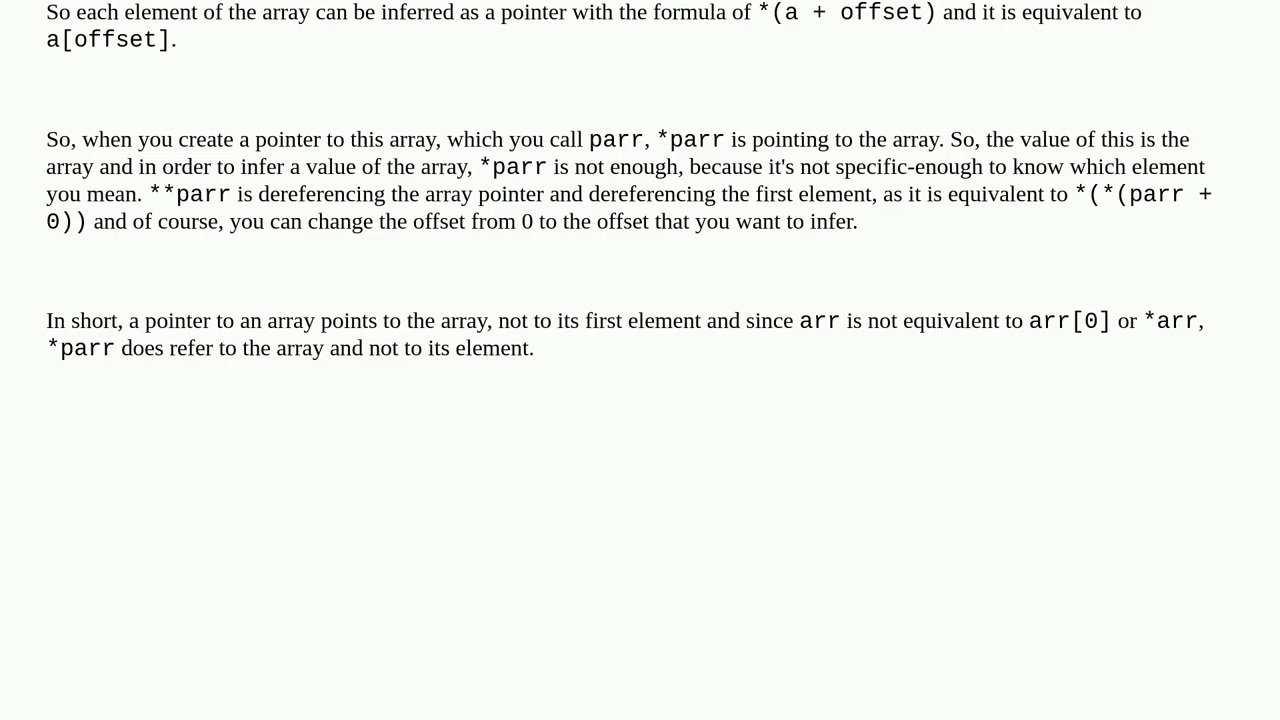 So each element of the array can be inferred as a pointer with the formula of *(a + offset) and it is equivalent to
a[offset].
So, when you create a pointer to this array, which you call parr, *parr is pointing to the array. So, the value of this is the
array and in order to infer a value of the array, *parr is not enough, because it's not specific-enough to know which element
you mean. **parr is dereferencing the array pointer and dereferencing the first element, as it is equivalent to *(*(parr +
0)) and of course, you can change the offset from 0 to the offset that you want to infer.
In short, a pointer to an array points to the array, not to its first element and since arr is not equivalent to arr[0] or *arr,
*parr does refer to the array and not to its element.